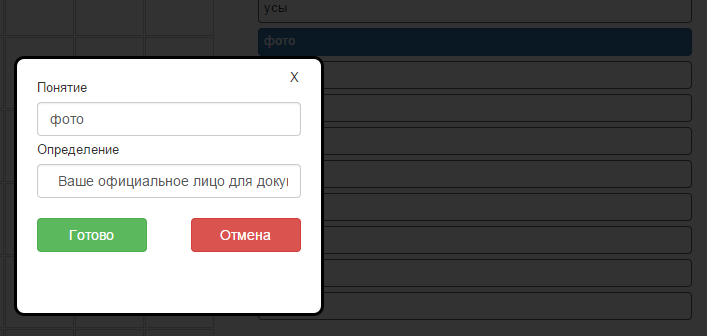 усы
фото
X
Понятие
фото
Определение
Ваше официальное лицо для доку
Готово
Отмена